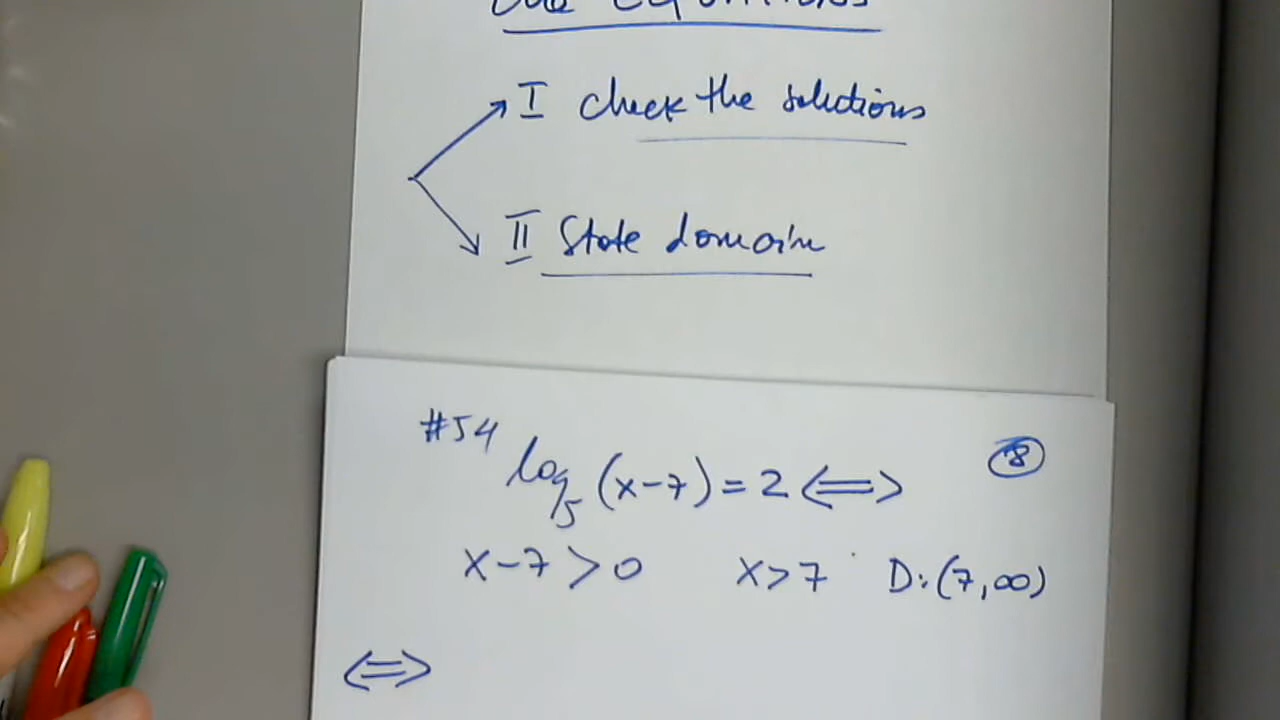 I check the solutions
II State domain
#54
log₅(x-7)=2 <=>
8
x-7>0 x>7 D:(7,∞)
<=>